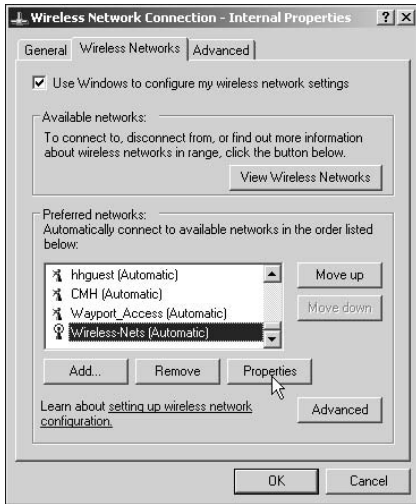 Wireless Network Connection - Internal Properties
General Wireless Networks Advanced
Use Windows to configure my wireless network settings
Available networks:
To connect to, disconnect from, or find out more information
about wireless networks in range, click the button below.
View Wireless Networks
Preferred networks:
Automatically connect to available networks in the order listed
below:
hhguest (Automatic)
CMH (Automatic)
Wayport_Access (Automatic)
Wireless-Nets (Automatic)
Move up
Move down
Add... Remove Properties
Learn about setting up wireless network
configuration.
Advanced
OK Cancel